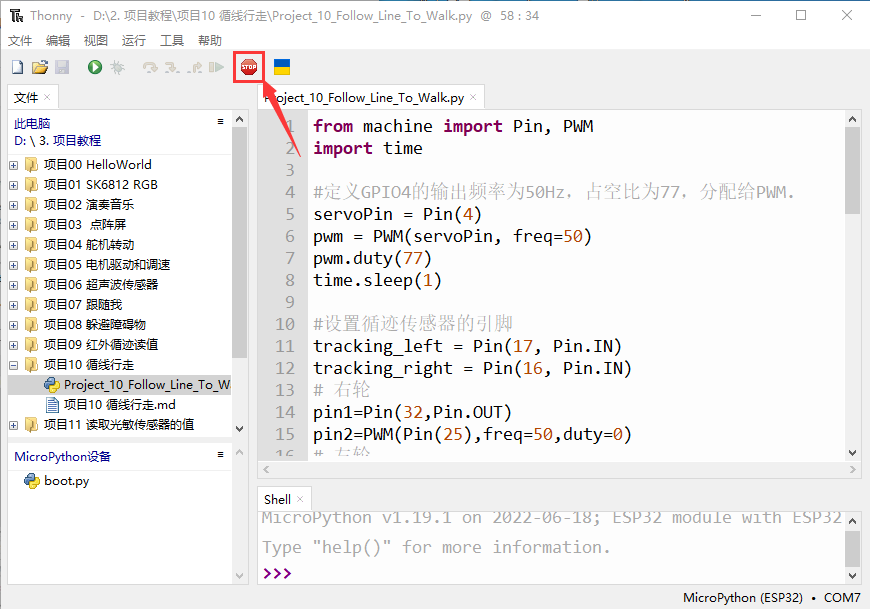 Thonny - D:\2. 项目教程\项目10 循线行走\Project_10_Follow_Line_To_Walk.py @ 58 : 34
文件 编辑 视图 运行 工具 帮助
STOP
文件 ×
此电脑
D: \ 3. 项目教程
项目00 HelloWorld
项目01 SK6812 RGB
项目02 演奏音乐
项目03 点阵屏
项目04 舵机转动
项目05 电机驱动和调速
项目06 超声波传感器
项目07 跟随我
项目08 躲避障碍物
项目09 红外循迹读值
项目10 循线行走
Project_10_Follow_Line_To_W
项目10 循线行走.md
项目11 读取光敏传感器的值
MicroPython设备
boot.py
Project_10_Follow_Line_To_Walk.py ×
1 from machine import Pin, PWM
2 import time
3
4 #定义GPIO4的输出频率为50Hz，占空比为77，分配给PWM.
5 servoPin = Pin(4)
6 pwm = PWM(servoPin, freq=50)
7 pwm.duty(77)
8 time.sleep(1)
9
10 #设置循迹传感器的引脚
11 tracking_left = Pin(17, Pin.IN)
12 tracking_right = Pin(16, Pin.IN)
13 # 右轮
14 pin1=Pin(32,Pin.OUT)
15 pin2=PWM(Pin(25),freq=50,duty=0)
16 # 左轮
Shell ×
MicroPython v1.19.1 on 2022-06-18; ESP32 module with ESP32
Type "help()" for more information.
>>>
MicroPython (ESP32) • COM7